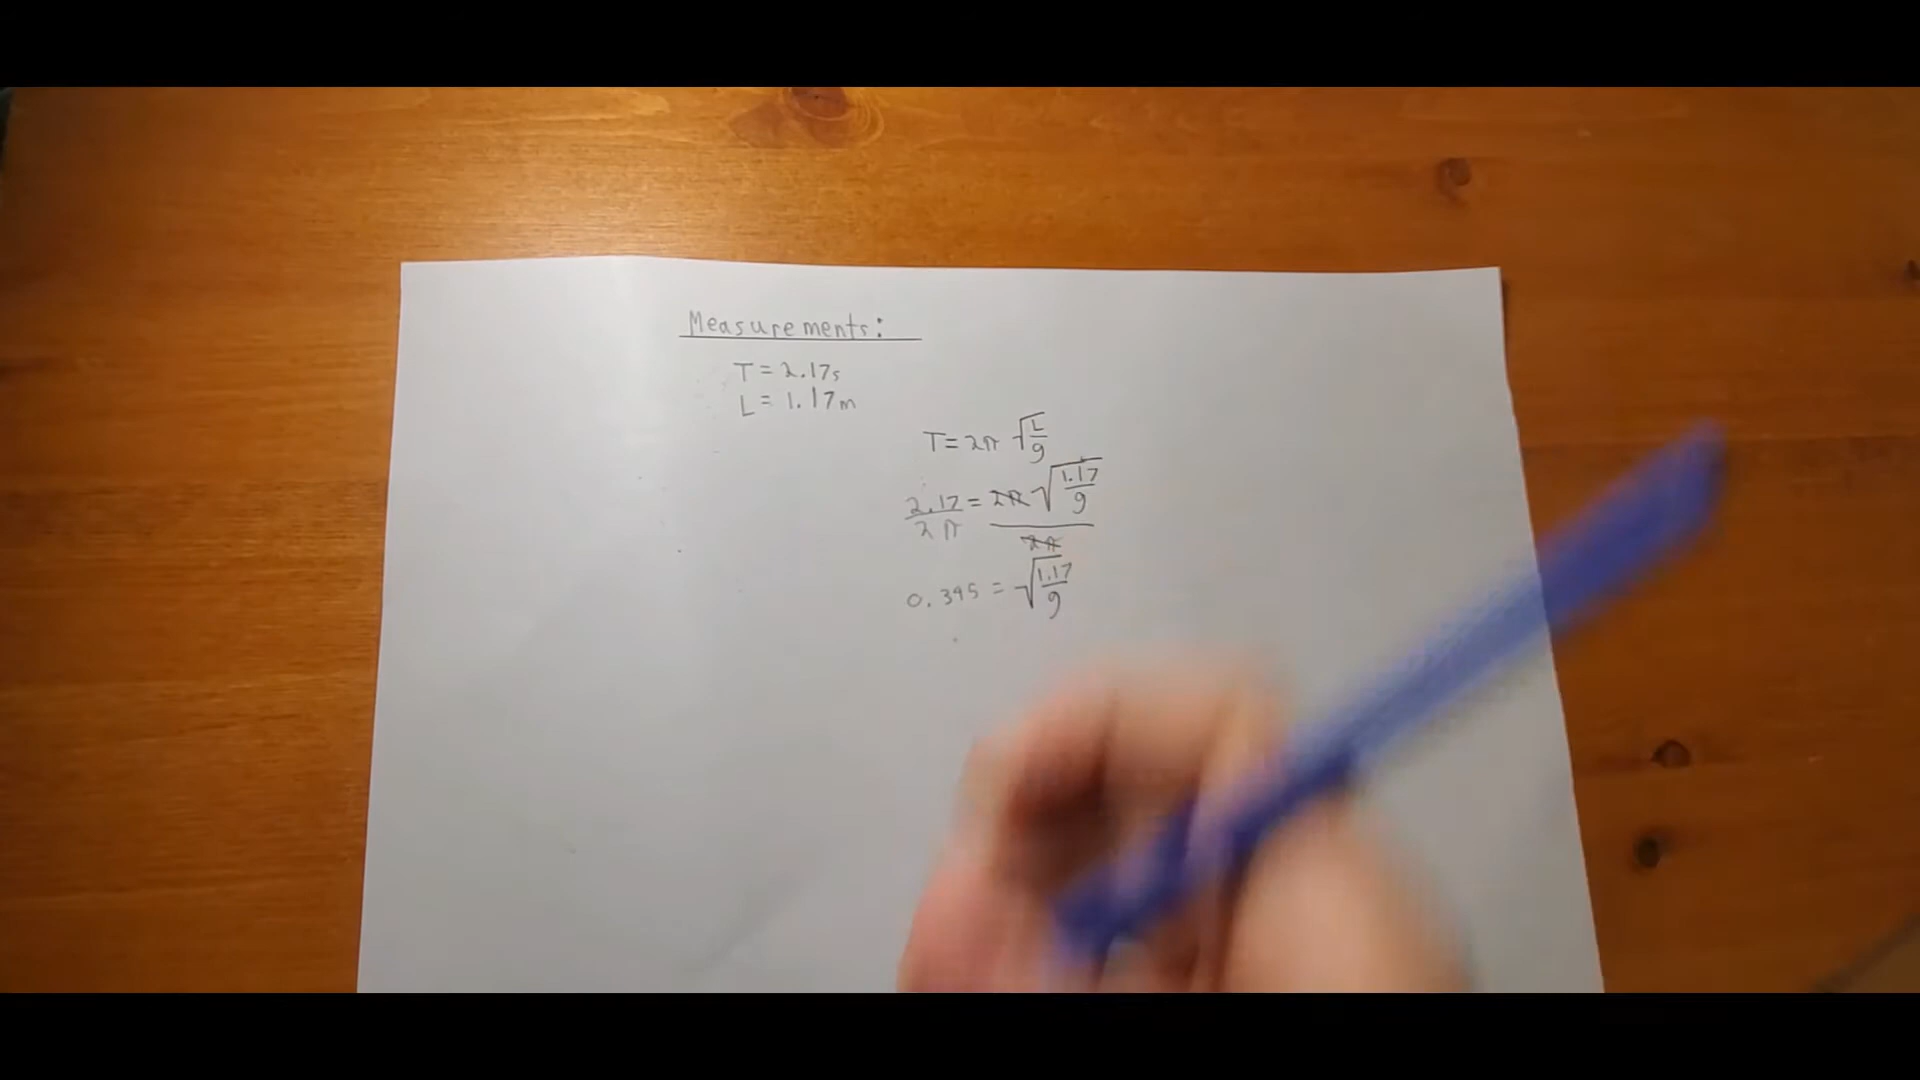 Measurements:
T = 2.17s
L = 1.17m
T = 2π √(L/g)
2.17/2π = 2π √(1.17/g)/2π
0.345 = √(1.17/g)